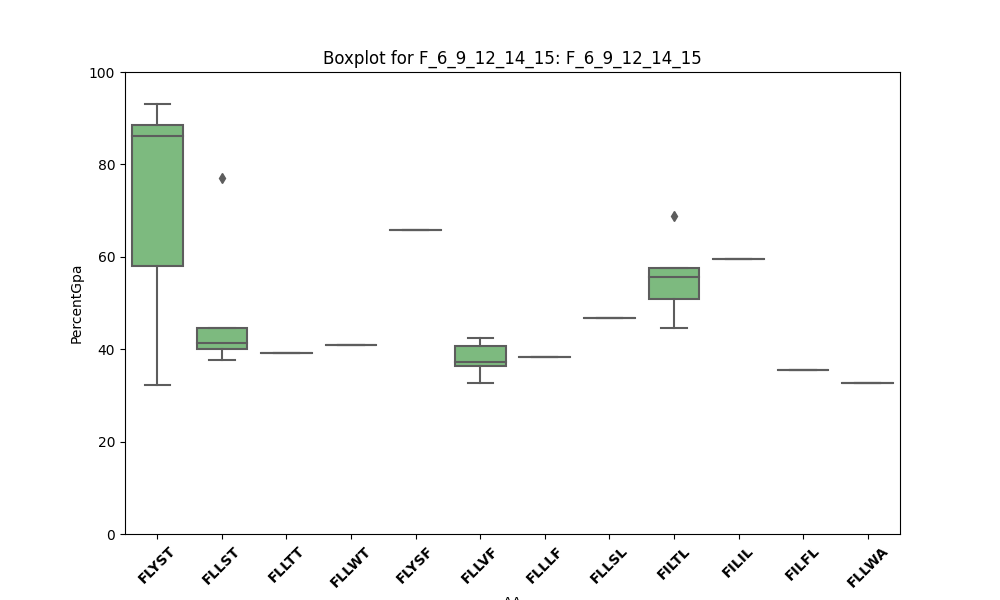 Boxplot for F_6_9_12_14_15: F_6_9_12_14_15
100
80
60
40
20
0
PercentGpa
FLYST
FLLST
FLLTT
FLLWT
FLYSF
FLLVF
FLLLF
FLLSL
FILTL
FILIL
FILFL
FLLWA
AA